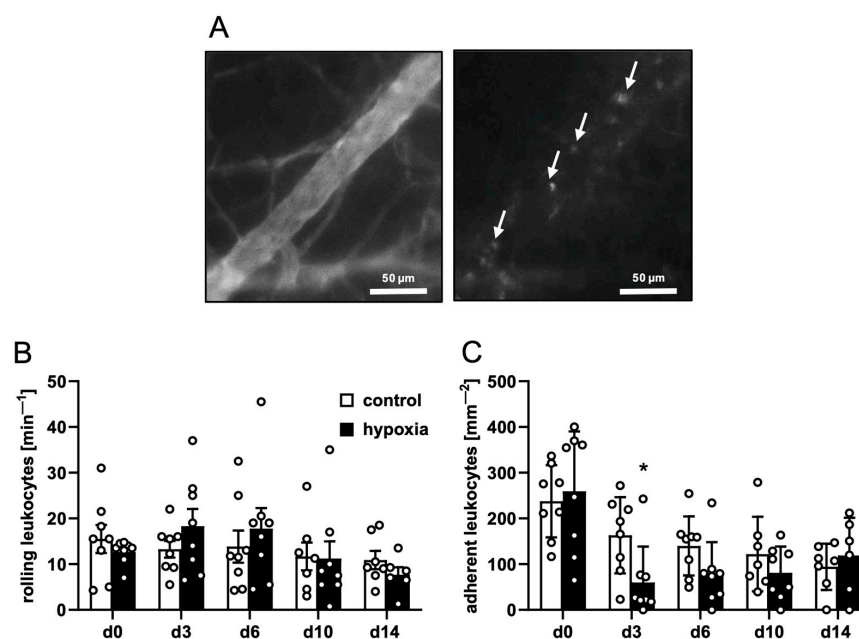 A
50 µm
50 µm
B
rolling leukocytes [min—1]
50
40
30
20
10
0
control
hypoxia
d0 d3 d6 d10 d14
C
adherent leukocytes [mm—2]
500
400
300
200
100
0
*
d0 d3 d6 d10 d14